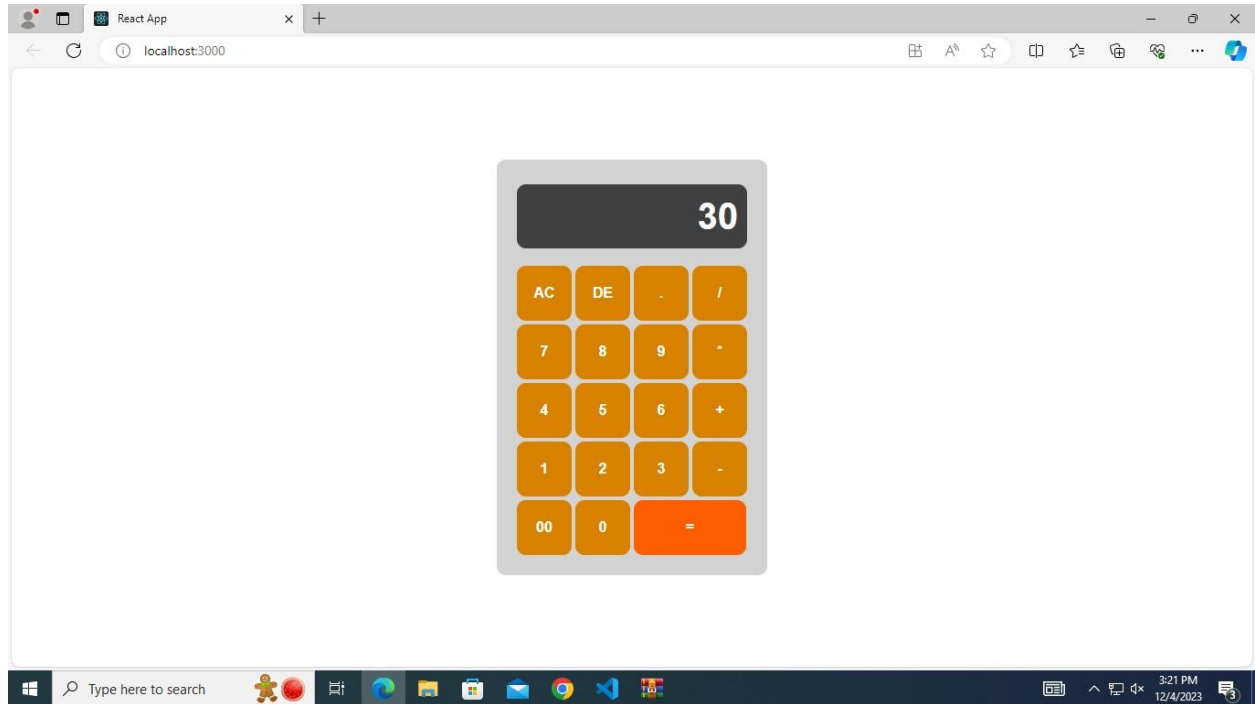 React App
localhost:3000
30
AC DE . /
7 8 9 *
4 5 6 +
1 2 3 -
00 0 =
Type here to search
3:21 PM
12/4/2023
3